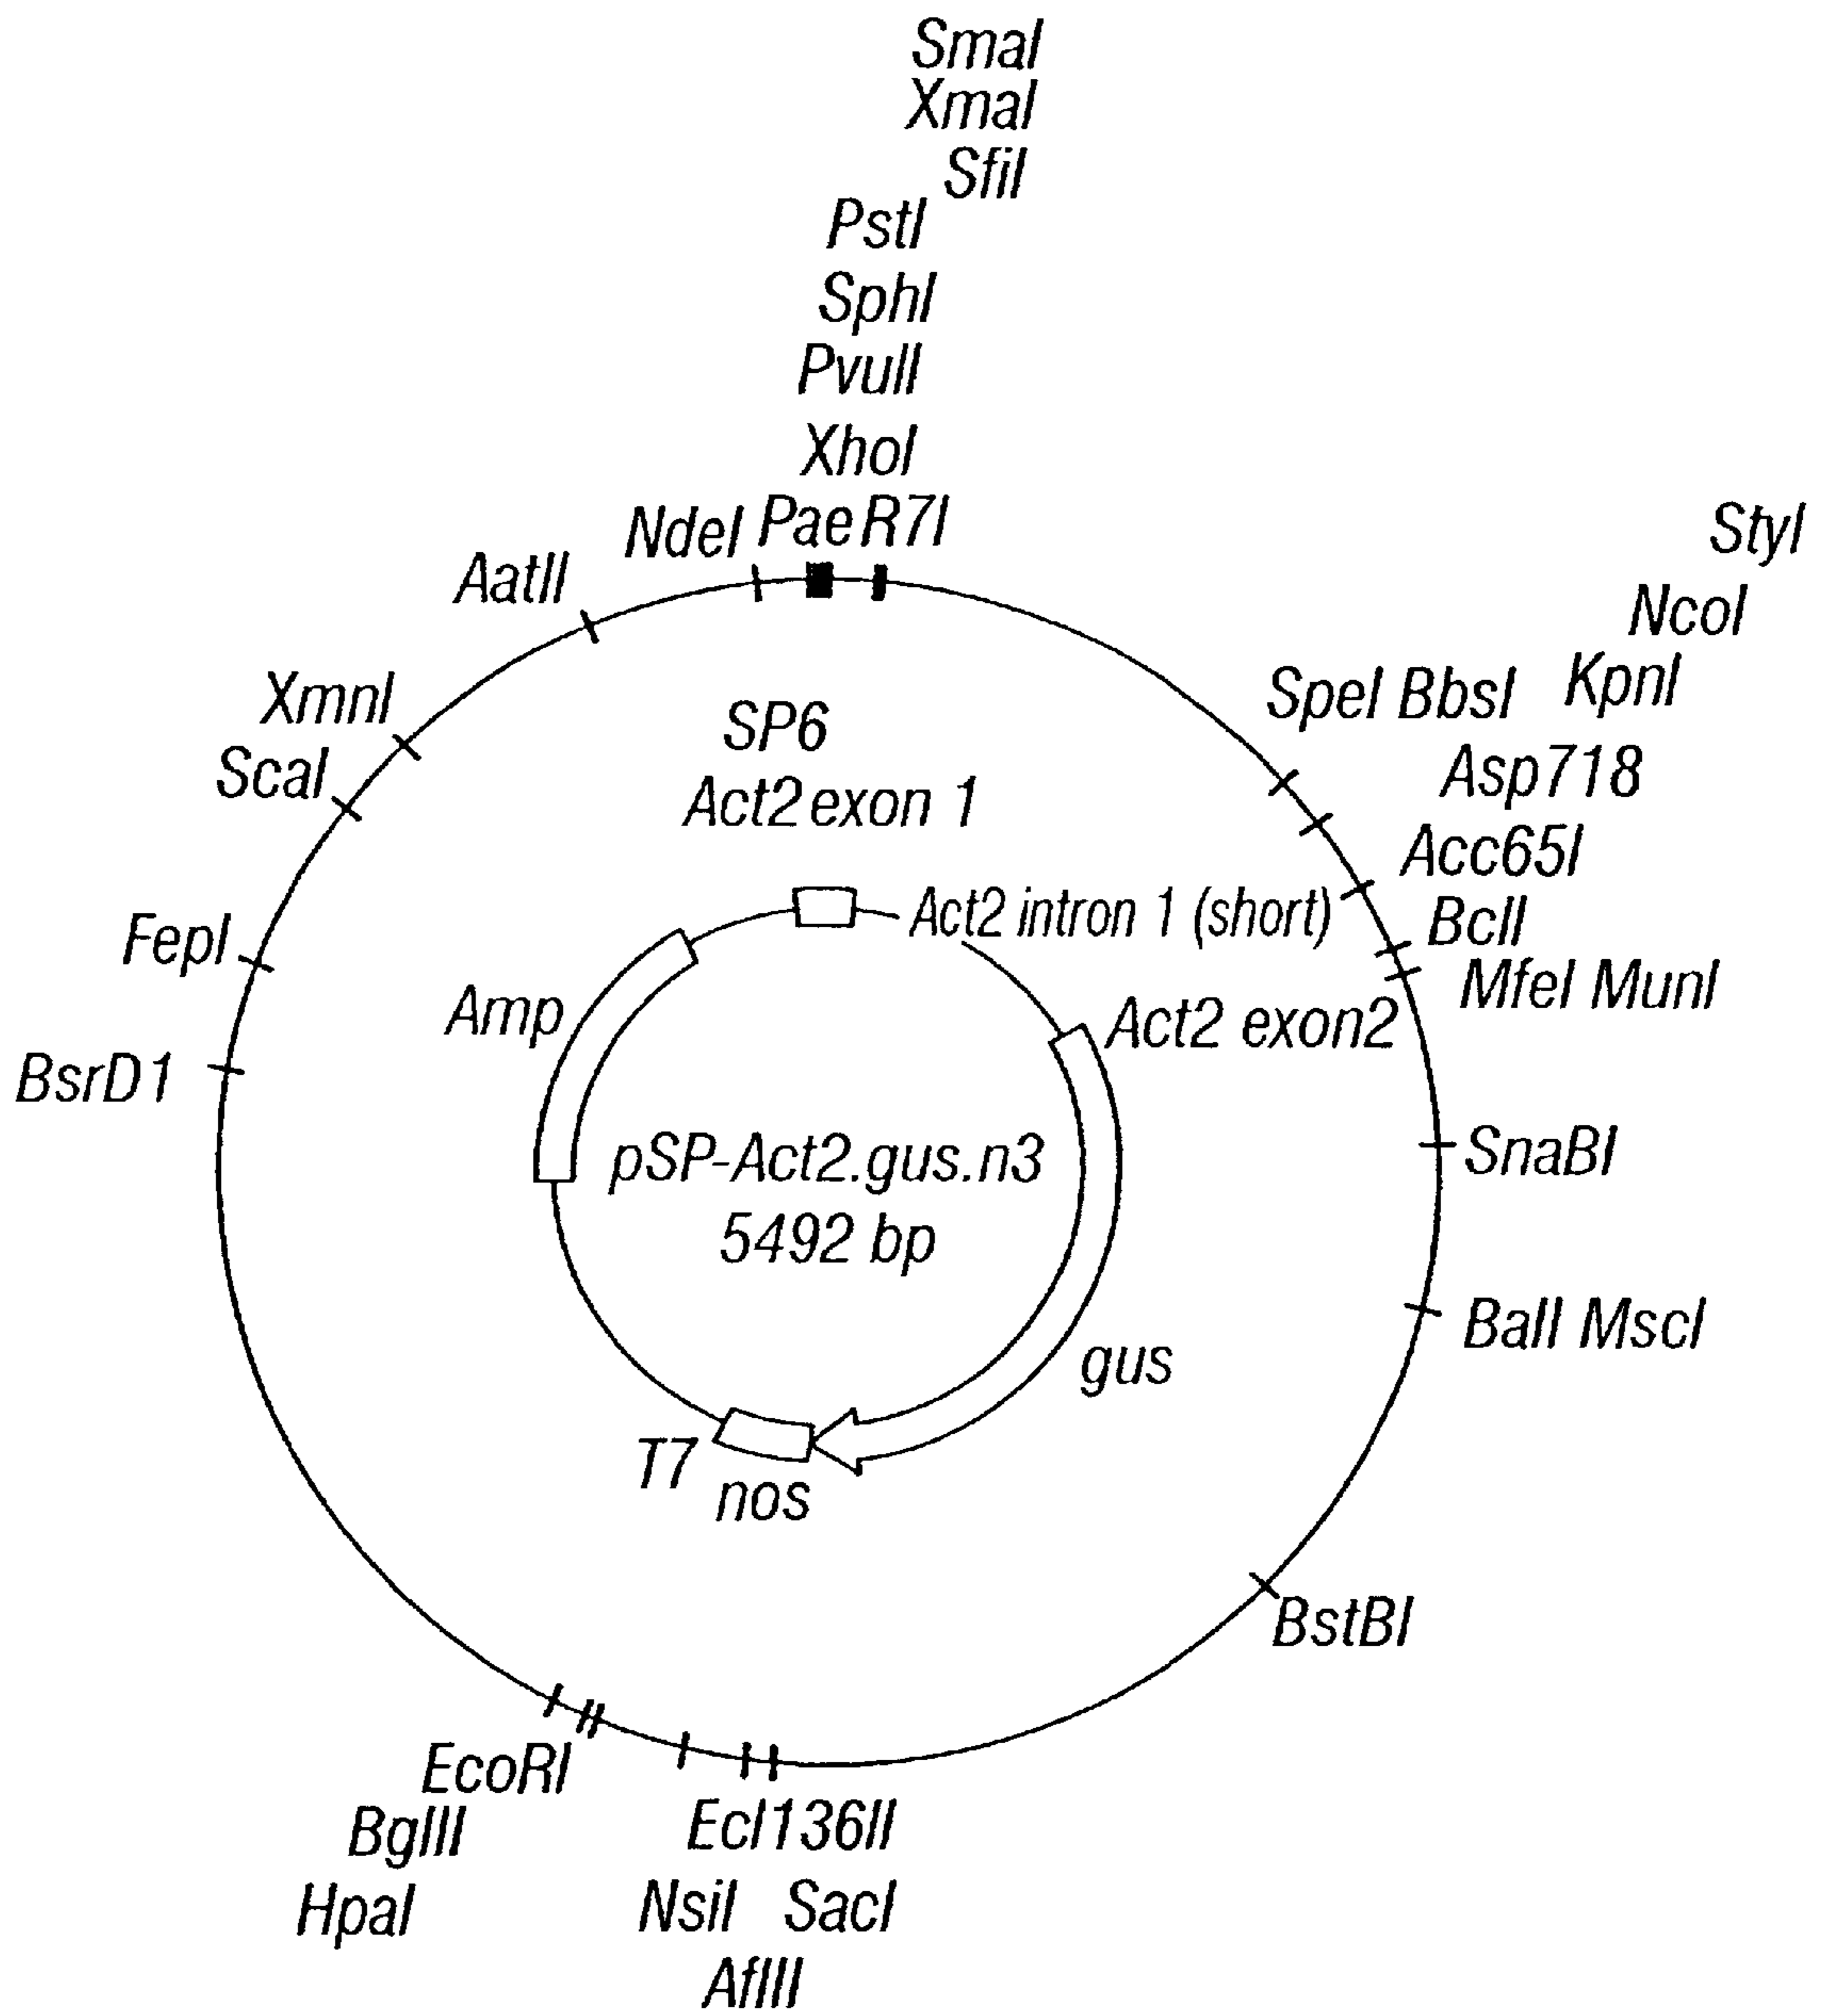 SmaI
XmaI
SfiI
PstI
SphI
PvuII
XhoI
NdeI PaeR7I
AatII
XmnI
ScaI
FepI
BsrD1
StyI
NcoI
KpnI
SpeI BbsI
Asp718
Acc65I
BclI
MfeI MunI
SnaBI
BalI MscI
BstBI
SP6
Act2 exon 1
Act2 intron 1 (short)
Act2 exon2
Amp
pSP-Act2.gus.n3
5492 bp
gus
T7
nos
EcoRI
BglII
HpaI
Ecl136II
NsiI SacI
AflII